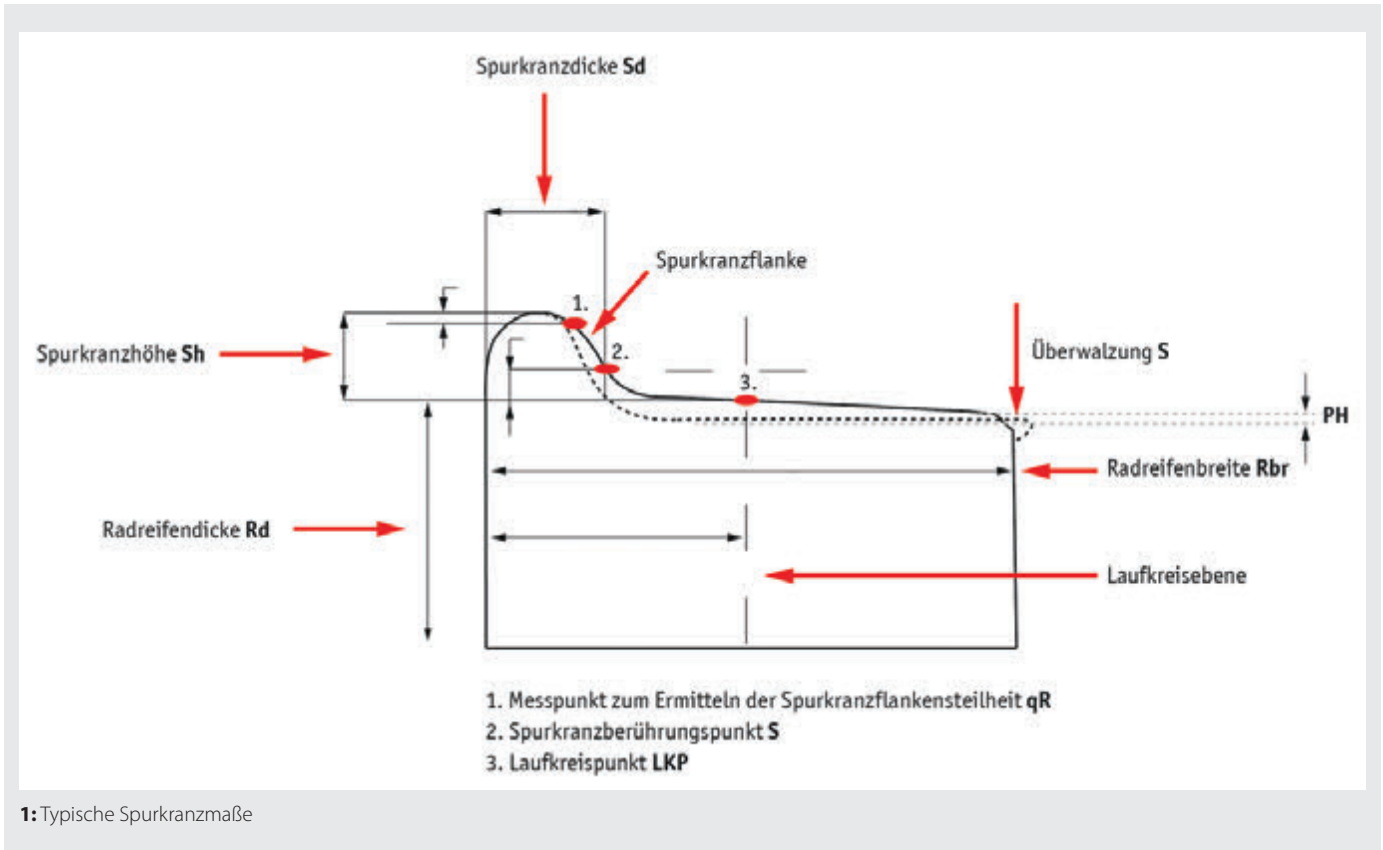 Spurkranzdicke Sd
Spurkranzflanke
1.
2.
Spurkranzhöhe Sh
Überwalzung S
3.
PH
Radreifenbreite Rbr
Radreifendicke Rd
Laufkreisebene
1. Messpunkt zum Ermitteln der Spurkranzflankensteilheit qR
2. Spurkranzberührungspunkt S
3. Laufkreispunkt LKP
1: Typische Spurkranzmaße